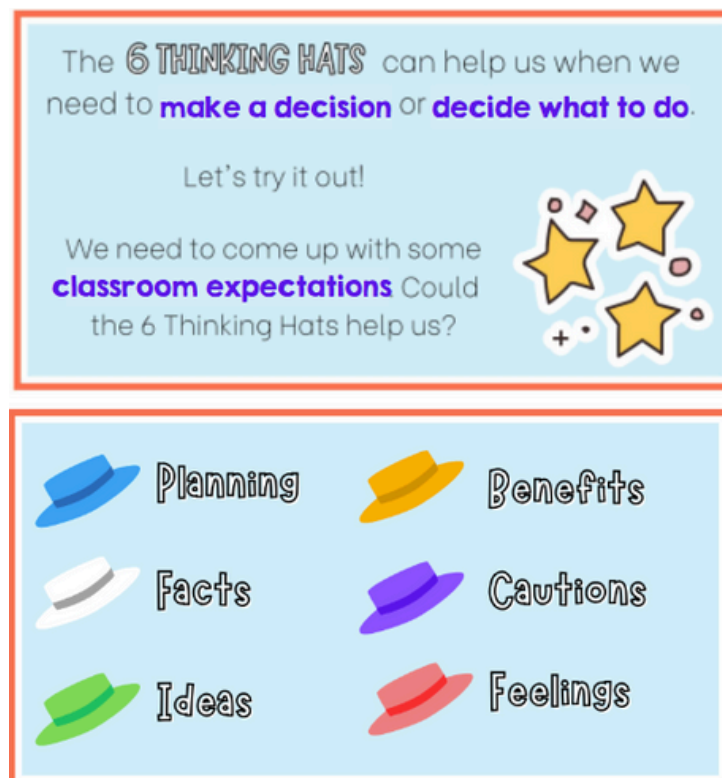 The 6 THINKING HATS can help us when we
need to make a decision or decide what to do.
Let's try it out!
We need to come up with some
classroom expectations. Could
the 6 Thinking Hats help us?
Planning
Benefits
Facts
Cautions
Ideas
Feelings